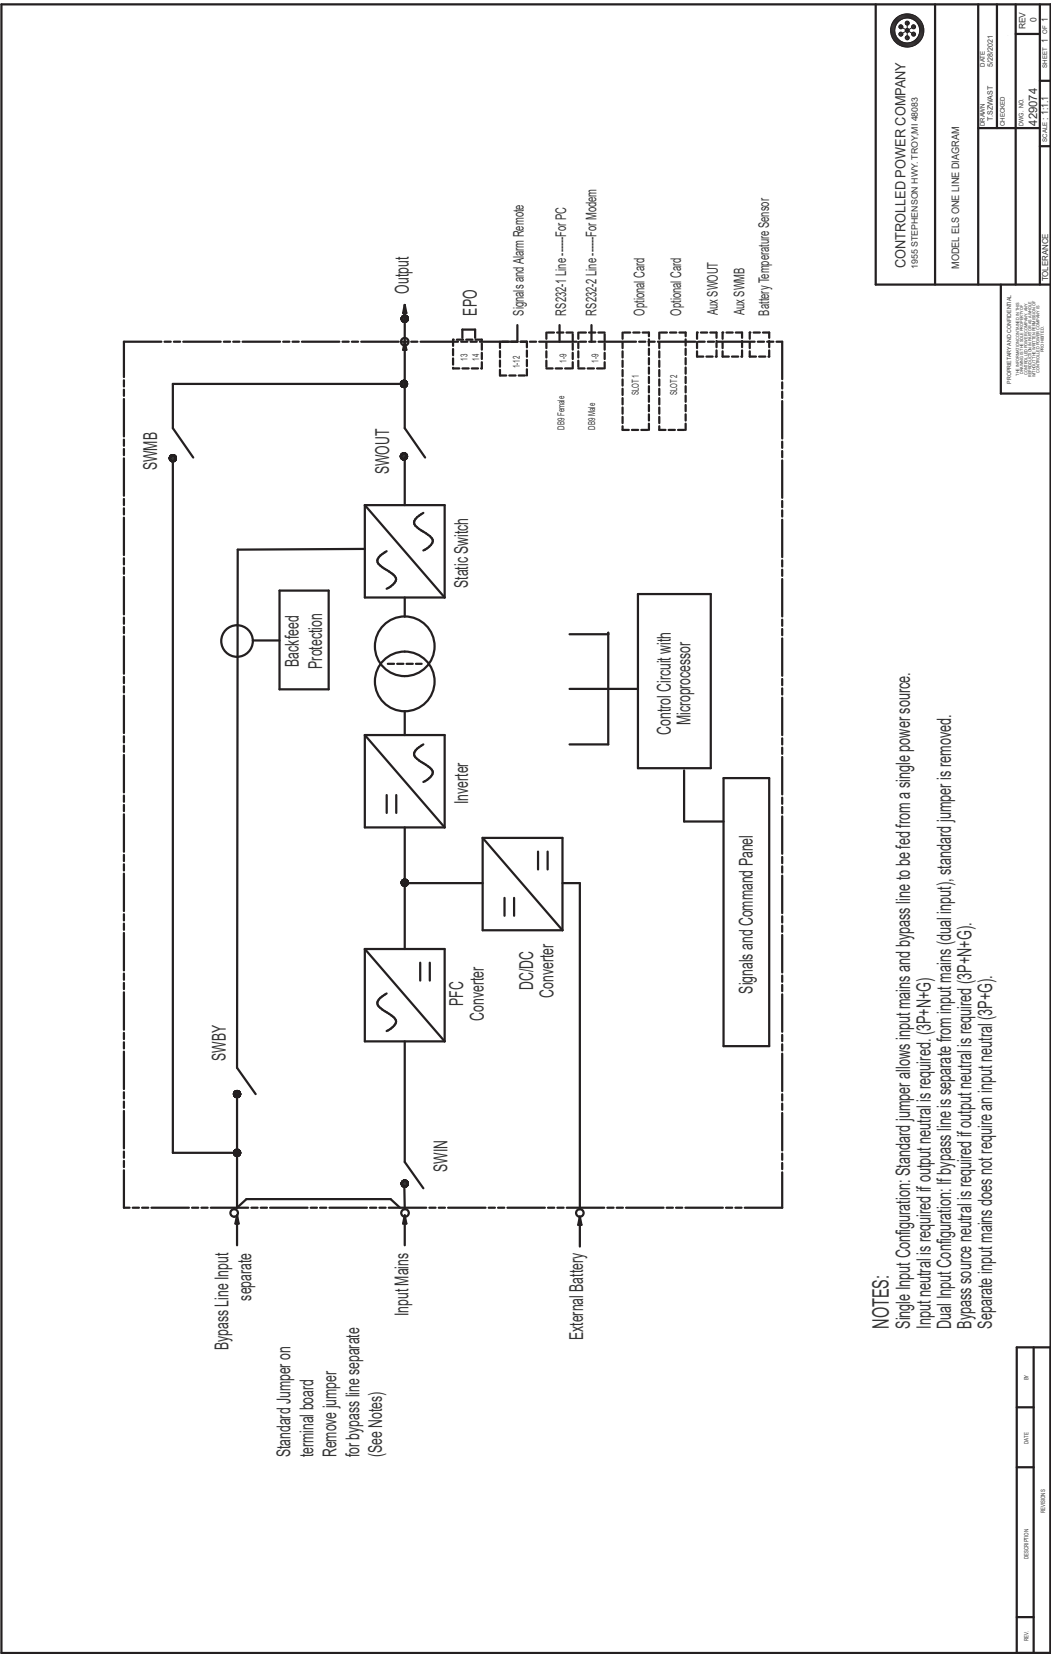 SWMB
Output
SWOUT
EPO
13
14
Signals and Alarm Remote
1-12
RS232-1 Line------For PC
1-9
DB9 Female
RS232-2 Line------For Modem
1-9
DB9 Male
Optional Card
SLOT1
Optional Card
SLOT2
Aux SWOUT
Aux SWMB
Battery Temperature Sensor
Static Switch
Backfeed
Protection
Inverter
Control Circuit with
Microprocessor
Signals and Command Panel
DC/DC
Converter
PFC
Converter
SWBY
SWIN
Bypass Line Input
separate
Input Mains
External Battery
Standard Jumper on
terminal board
Remove jumper
for bypass line separate
(See Notes)
NOTES:
Single Input Configuration: Standard jumper allows input mains and bypass line to be fed from a single power source.
Input neutral is required if output neutral is required. (3P+N+G)
Dual Input Configuration: If bypass line is separate from input mains (dual input), standard jumper is removed.
Bypass source neutral is required if output neutral is required (3P+N+G).
Separate input mains does not require an input neutral (3P+G).
CONTROLLED POWER COMPANY
1955 STEPHENSON HWY. TROY,MI 48083
MODEL ELS ONE LINE DIAGRAM
DRAWN
T.SZWAST
DATE
5/28/2021
CHECKED
DWG. NO.
429074
REV
0
TOLERANCE
SCALE : 1:1.1
SHEET 1 OF 1
PROPRIETARY AND CONFIDENTIAL
REV.
DESCRIPTION
DATE
BY
REVISIONS